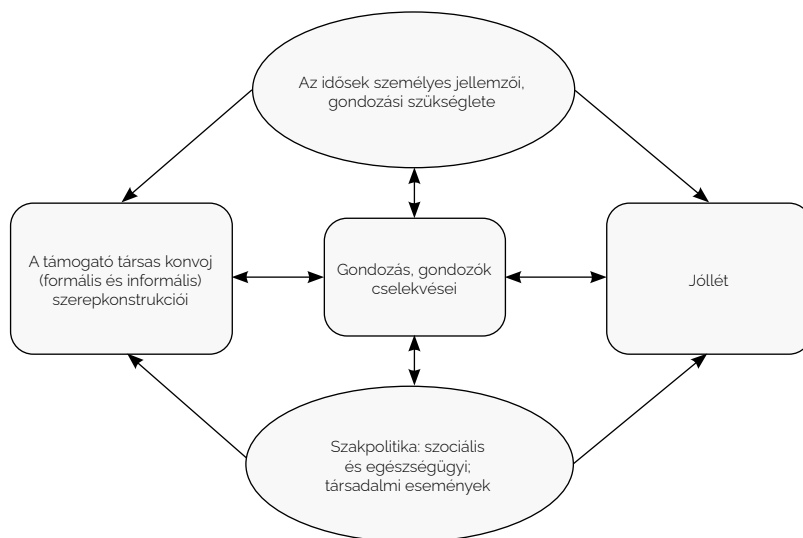 Az idősek személyes jellemzői,
gondozási szükséglete
A támogató társas konvoj
(formális és informális)
szerepkonstrukciói
Gondozás, gondozók
cselekvései
Jóllét
Szakpolitika: szociális
és egészségügyi;
társadalmi események